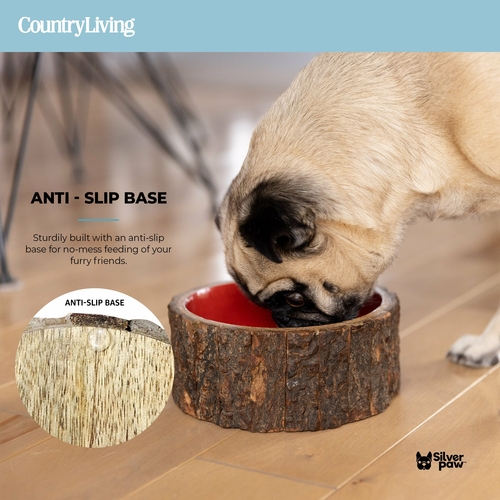 CountryLiving
ANTI - SLIP BASE
Sturdily built with an anti-slip
base for no-mess feeding of your
furry friends.
ANTI-SLIP BASE
Silver
paw™